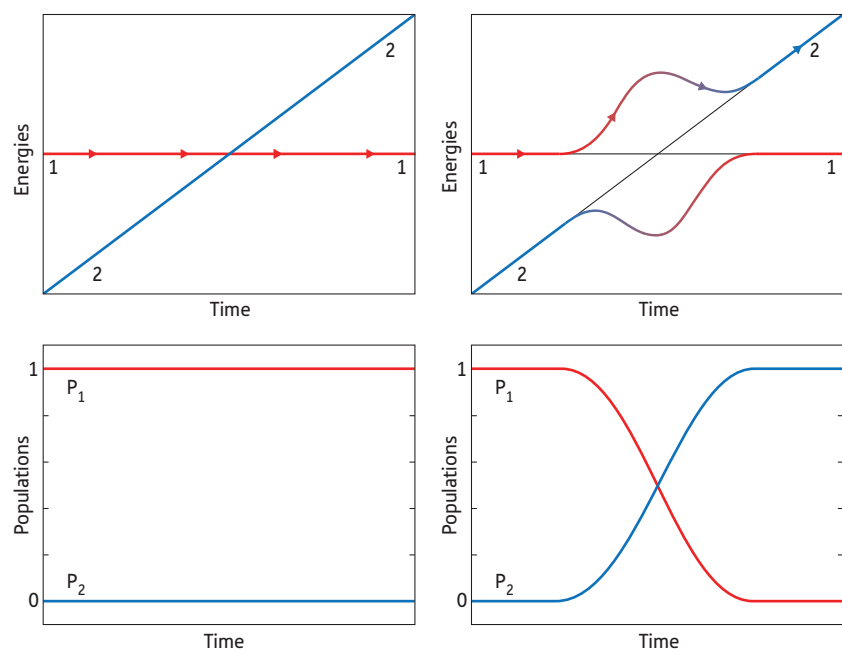 Energies
1
1
2
2
Time
Energies
1
1
2
2
Time
Populations
1
0
P1
P2
Time
Populations
1
0
P1
P2
Time